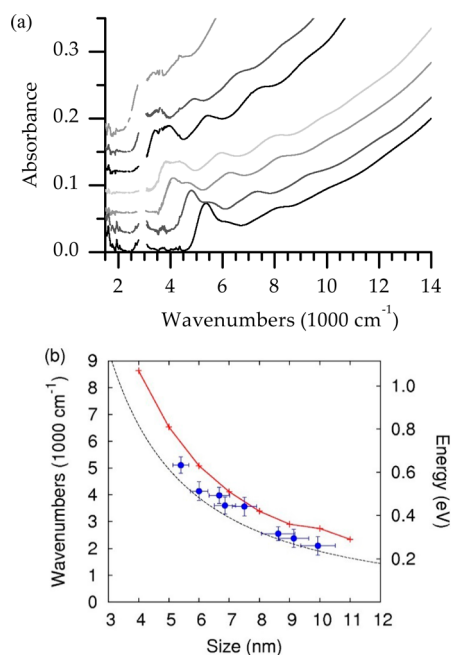 (a)
0.3
0.2
0.1
0.0
Absorbance
2 4 6 8 10 12 14
Wavenumbers (1000 cm⁻¹)
(b)
9
8
7
6
5
4
3
2
1
0
Wavenumbers (1000 cm⁻¹)
1.0
0.8
0.6
0.4
0.2
Energy (eV)
3 4 5 6 7 8 9 10 11 12
Size (nm)